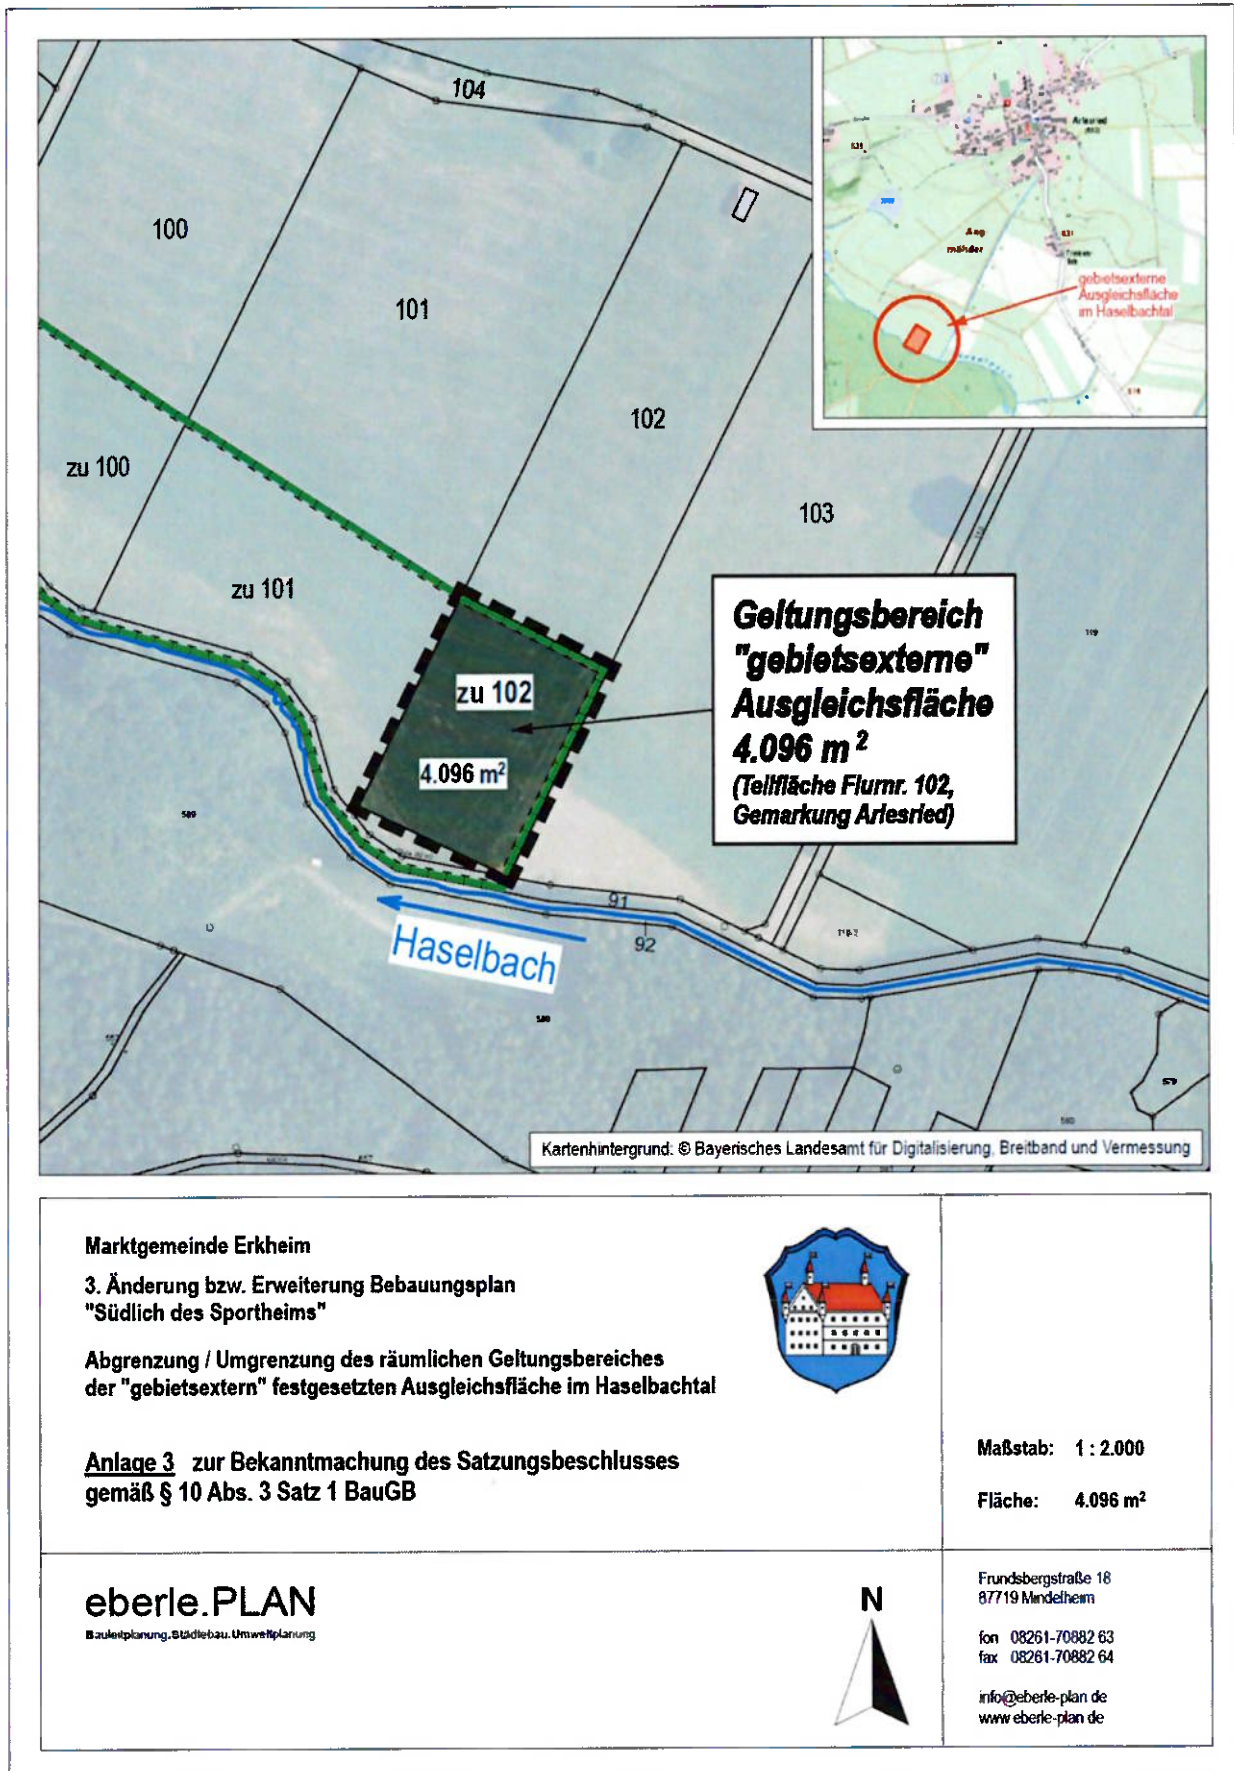 104
100
101
102
103
zu 100
zu 101
zu 102
4.096 m²
Arlesried
gebietsexterne
Ausgleichsfläche
im Haselbachtal
Geltungsbereich
"gebietsexterne"
Ausgleichsfläche
4.096 m²
(Teilfläche Flurnr. 102,
Gemarkung Arlesried)
119
589
91
92
Haselbach
579
Kartenhintergrund: © Bayerisches Landesamt für Digitalisierung, Breitband und Vermessung
Marktgemeinde Erkheim
3. Änderung bzw. Erweiterung Bebauungsplan
"Südlich des Sportheims"
Abgrenzung / Umgrenzung des räumlichen Geltungsbereiches
der "gebietsextern" festgesetzten Ausgleichsfläche im Haselbachtal
Anlage 3 zur Bekanntmachung des Satzungsbeschlusses
gemäß § 10 Abs. 3 Satz 1 BauGB
Maßstab: 1 : 2.000
Fläche: 4.096 m²
eberle.PLAN
Bauleitplanung.Städtebau.Umweltplanung
N
Frundsbergstraße 18
87719 Mindelheim
fon 08261-70882 63
fax 08261-70882 64
info@eberle-plan de
www eberle-plan de